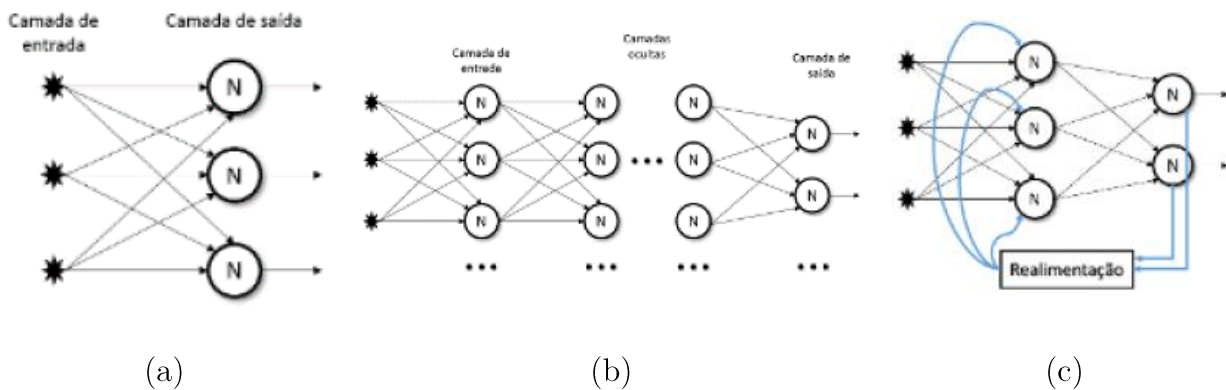 Camada de
entrada
Camada de saída
N
N
N
(a)
Camada de
entrada
Camadas
ocultas
Camada de
saída
N
N
N
N
N
N
N
N
N
N
N
(b)
N
N
N
N
N
Realimentação
(c)